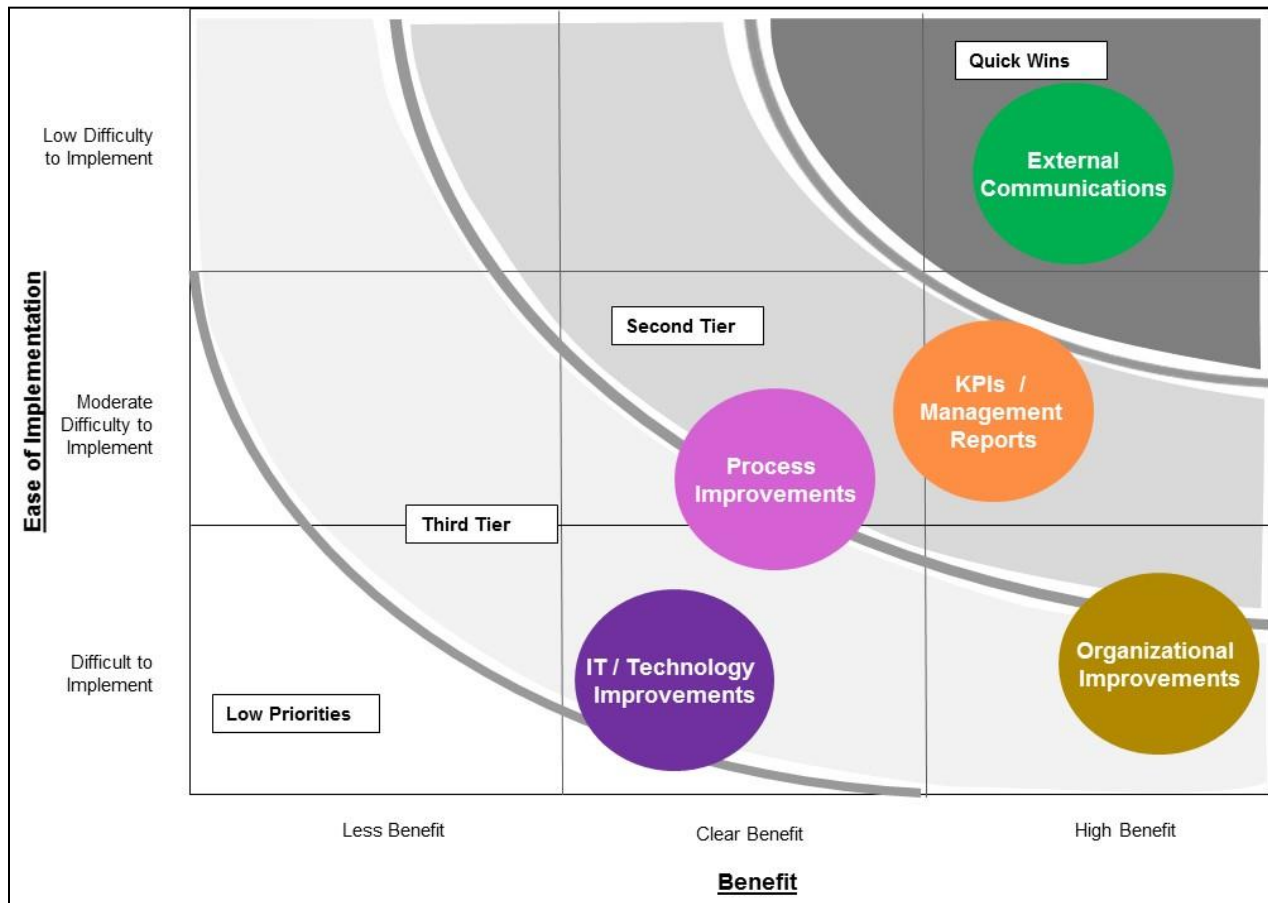 Quick Wins
Low Difficulty
to Implement
External
Communications
Ease of Implementation
Second Tier
Moderate
Difficulty to
Implement
KPIs /
Management
Reports
Process
Improvements
Third Tier
Difficult to
Implement
IT / Technology
Improvements
Organizational
Improvements
Low Priorities
Less Benefit
Clear Benefit
High Benefit
Benefit